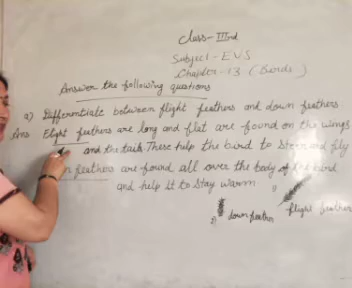 Class- IIIrd
Subject- EVS
Chapter-13 (Birds)
Answer the following questions
a) Differentiate between flight feathers and down feathers
Ans Flight feathers are long and flat are found on the wings
and the tail. These help the bird to steer and fly
n feathers are found all over the body of the bird
and help it to stay warm.
down feather
flight feather